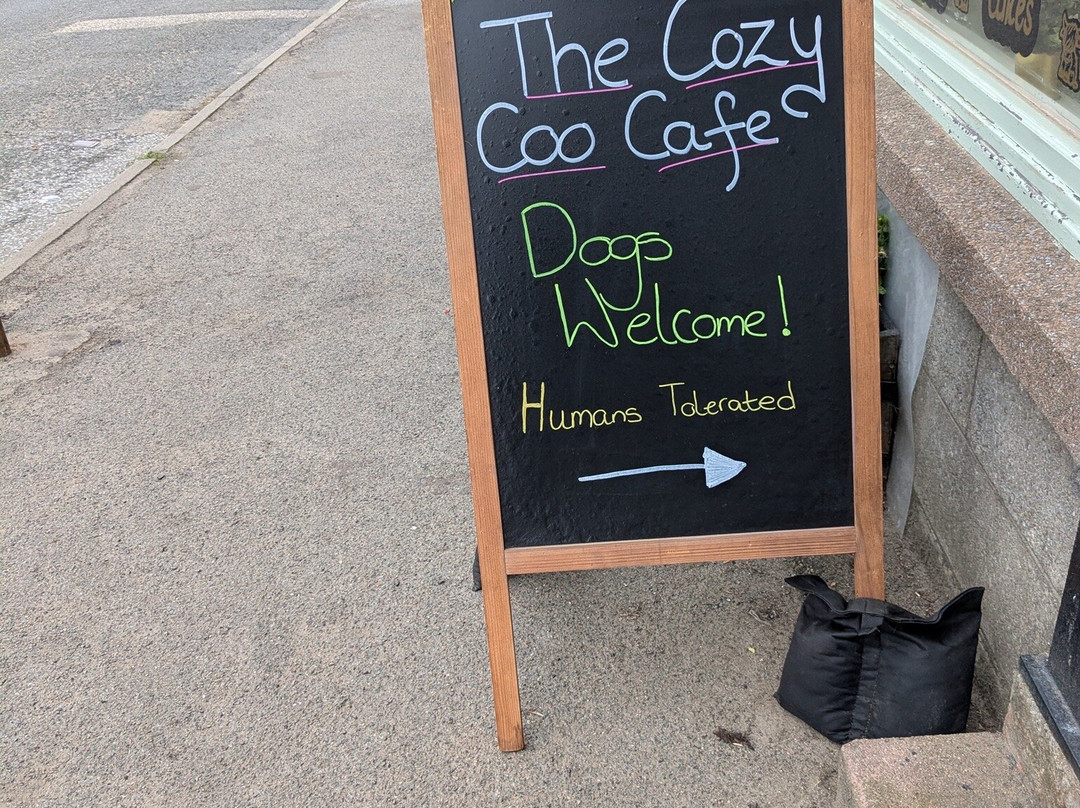 The Cozy
Coo Cafe
Dogs
Welcome!
Humans Tolerated